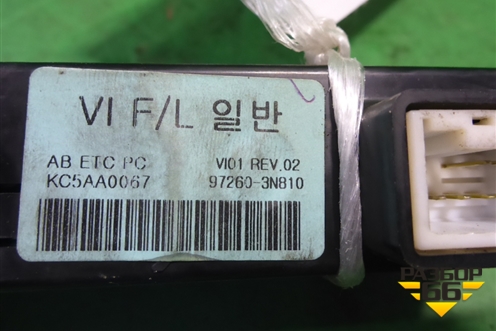 VI F/L 일반
AB ETC PC VI01 REV.02
KC5AA0067 97260-3N810
РАЗБОР
66